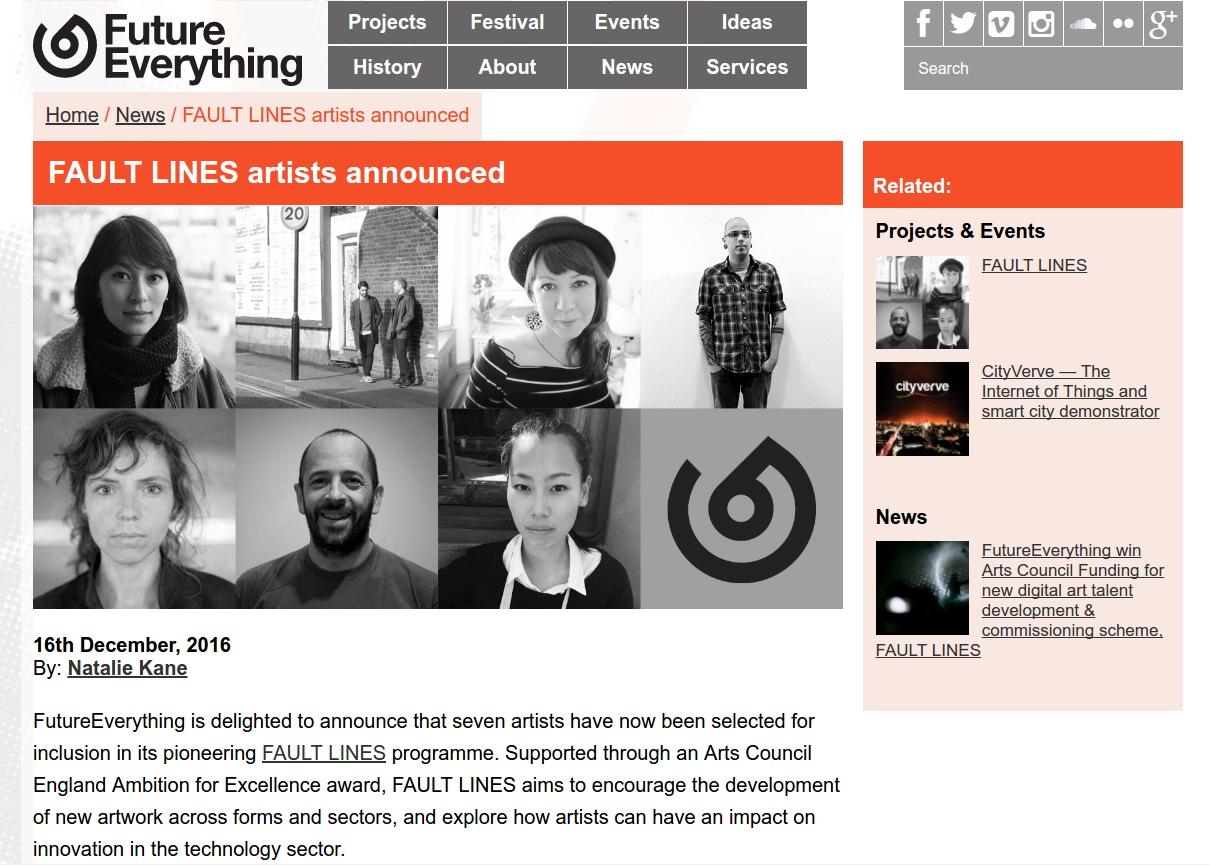 Future
Everything
Projects
Festival
Events
Ideas
History
About
News
Services
f
g+
Search
Home / News / FAULT LINES artists announced
FAULT LINES artists announced
20
16th December, 2016
By: Natalie Kane
FutureEverything is delighted to announce that seven artists have now been selected for
inclusion in its pioneering FAULT LINES programme. Supported through an Arts Council
England Ambition for Excellence award, FAULT LINES aims to encourage the development
of new artwork across forms and sectors, and explore how artists can have an impact on
innovation in the technology sector.
Related:
Projects & Events
FAULT LINES
cityverve
CityVerve — The
Internet of Things and
smart city demonstrator
News
FutureEverything win
Arts Council Funding for
new digital art talent
development &
commissioning scheme,
FAULT LINES